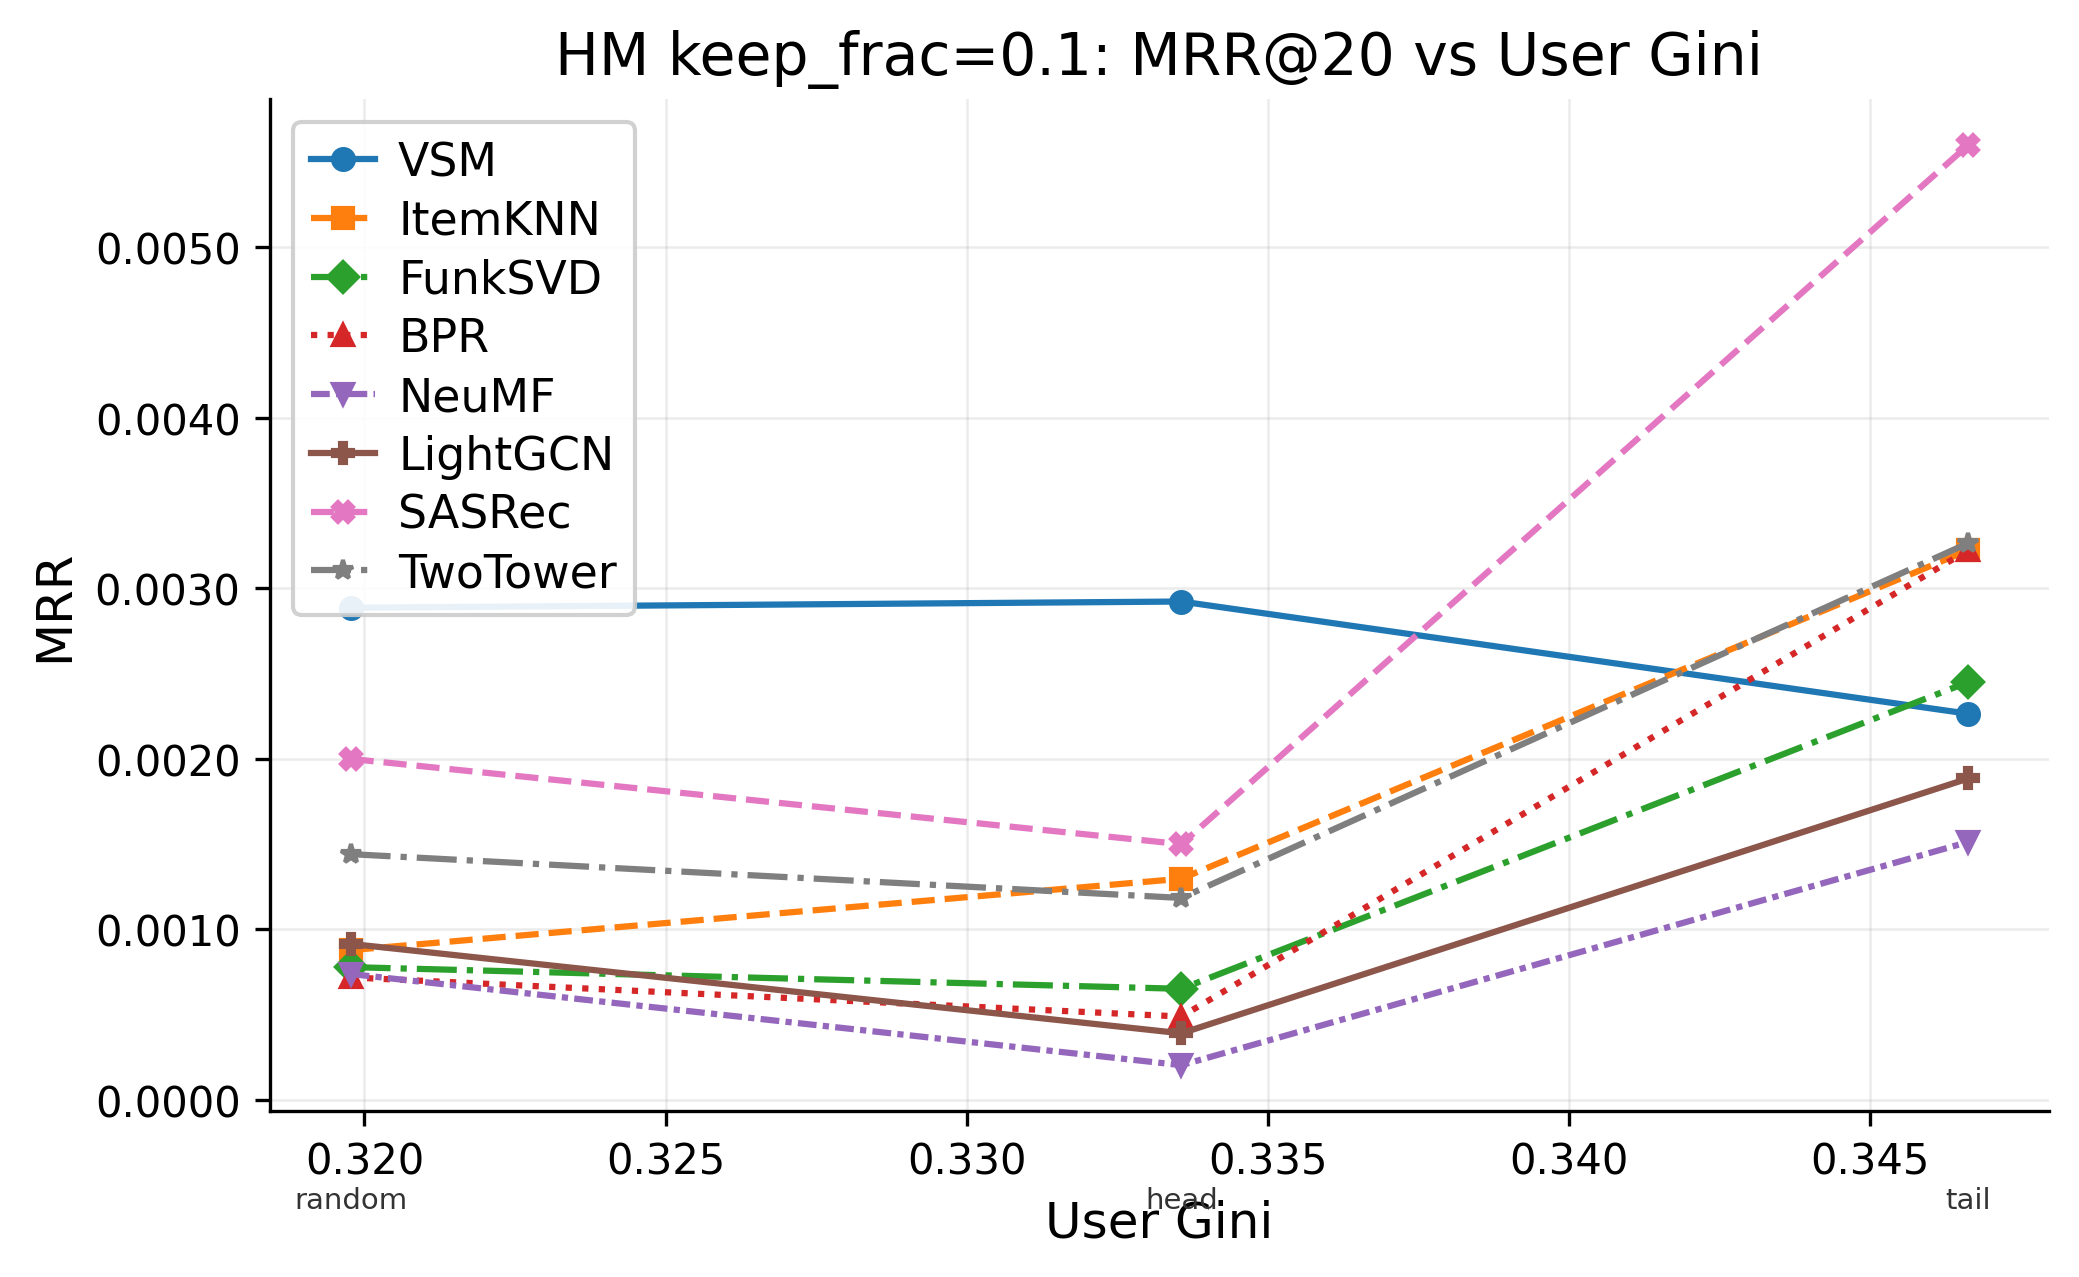 HM keep_frac=0.1: MRR@20 vs User Gini
VSM
ItemKNN
FunkSVD
BPR
NeuMF
LightGCN
SASRec
TwoTower
MRR
0.0050
0.0040
0.0030
0.0020
0.0010
0.0000
0.320 0.325 0.330 0.335 0.340 0.345
random head tail
User Gini